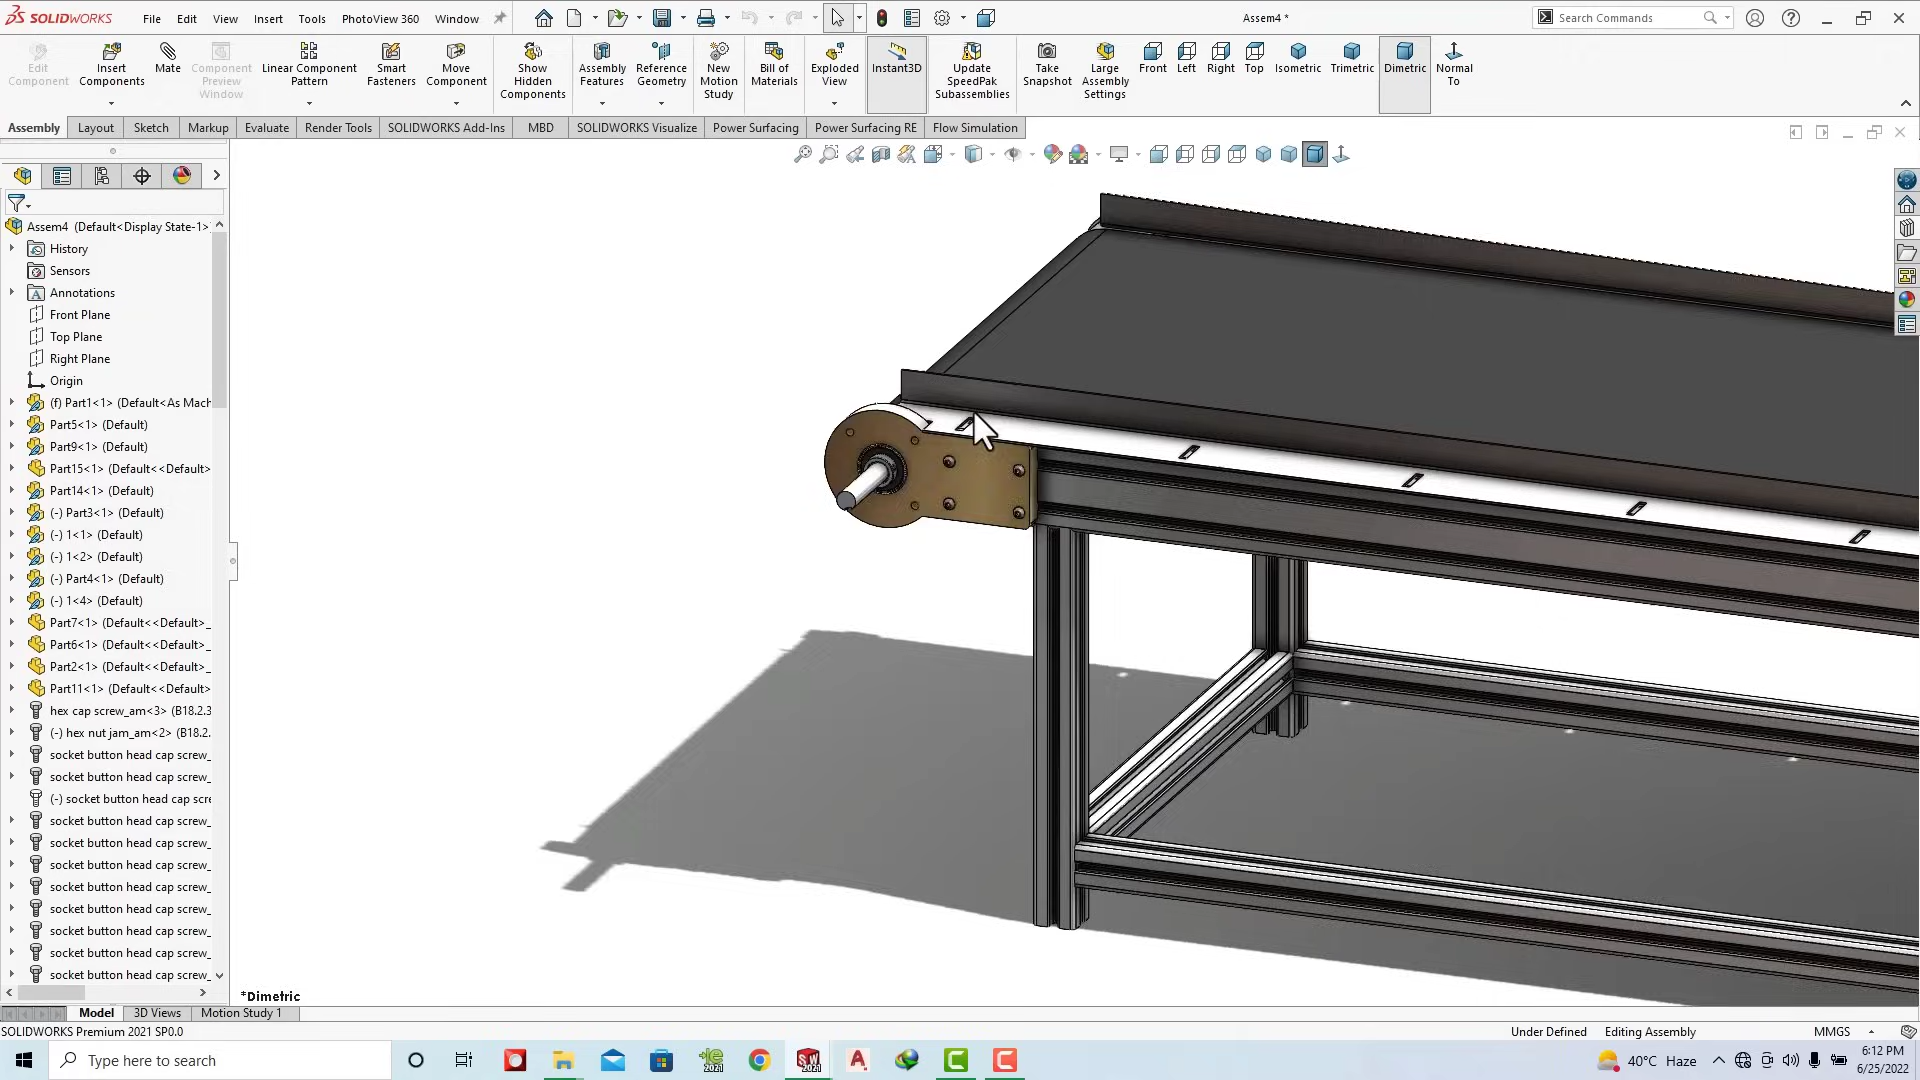 SOLIDWORKS File Edit View Insert Tools PhotoView 360 Window Assem4 * Search Commands
Edit Component
Insert Components
Mate
Component Preview Window
Linear Component Pattern
Smart Fasteners
Move Component
Show Hidden Components
Assembly Features
Reference Geometry
New Motion Study
Bill of Materials
Exploded View
Instant3D
Update SpeedPak Subassemblies
Take Snapshot
Large Assembly Settings
Front
Left
Right
Top
Isometric
Trimetric
Dimetric
Normal To
Assembly Layout Sketch Markup Evaluate Render Tools SOLIDWORKS Add-Ins MBD SOLIDWORKS Visualize Power Surfacing Power Surfacing RE Flow Simulation
Assem4 (Default<Display State-1>
History
Sensors
Annotations
Front Plane
Top Plane
Right Plane
Origin
(f) Part1<1> (Default<As Mach
Part5<1> (Default)
Part9<1> (Default)
Part15<1> (Default<<Default>
Part14<1> (Default)
(-) Part3<1> (Default)
(-) 1<1> (Default)
(-) 1<2> (Default)
(-) Part4<1> (Default)
(-) 1<4> (Default)
Part7<1> (Default<<Default>_
Part6<1> (Default<<Default>_
Part2<1> (Default<<Default>_
Part11<1> (Default<<Default>
hex cap screw_am<3> (B18.2.3
(-) hex nut jam_am<2> (B18.2.
socket button head cap screw_
socket button head cap screw_
(-) socket button head cap scre
socket button head cap screw_
socket button head cap screw_
socket button head cap screw_
socket button head cap screw_
socket button head cap screw_
socket button head cap screw_
socket button head cap screw_
socket button head cap screw_
*Dimetric
Model 3D Views Motion Study 1
SOLIDWORKS Premium 2021 SP0.0 Under Defined Editing Assembly MMGS
Type here to search 40°C Haze 6:12 PM
6/25/2022